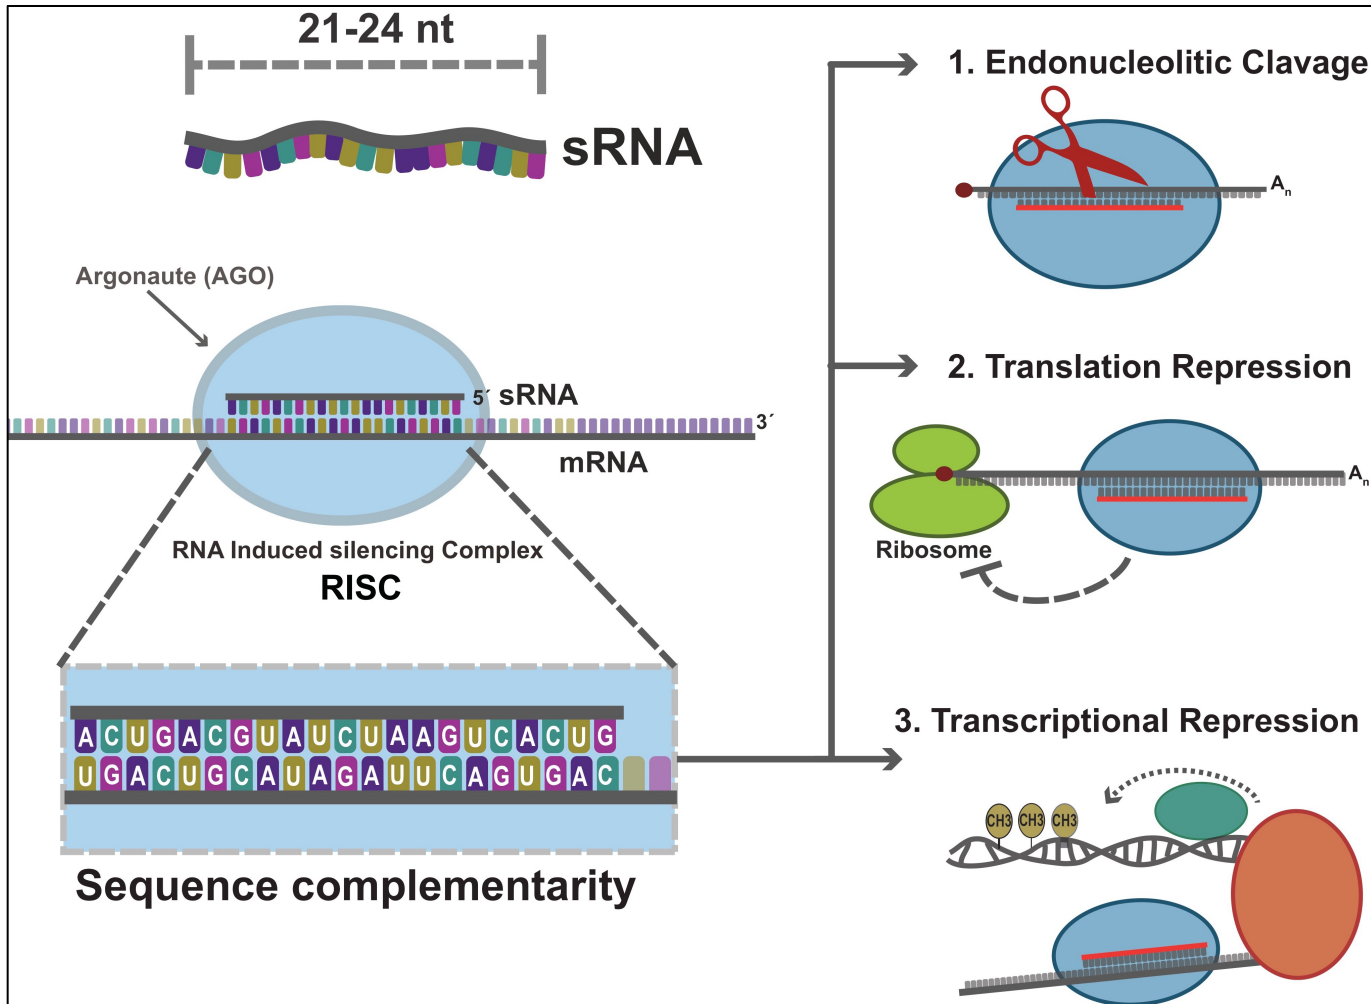 21-24 nt
sRNA
Argonaute (AGO)
5´ sRNA
3´
mRNA
RNA Induced silencing Complex
RISC
ACUGACGUAUCUAAGUCACUG
UGACUGCAUAGAUUCAGUGAC
Sequence complementarity
1. Endonucleolitic Clavage
An
2. Translation Repression
An
Ribosome
3. Transcriptional Repression
CH3 CH3 CH3